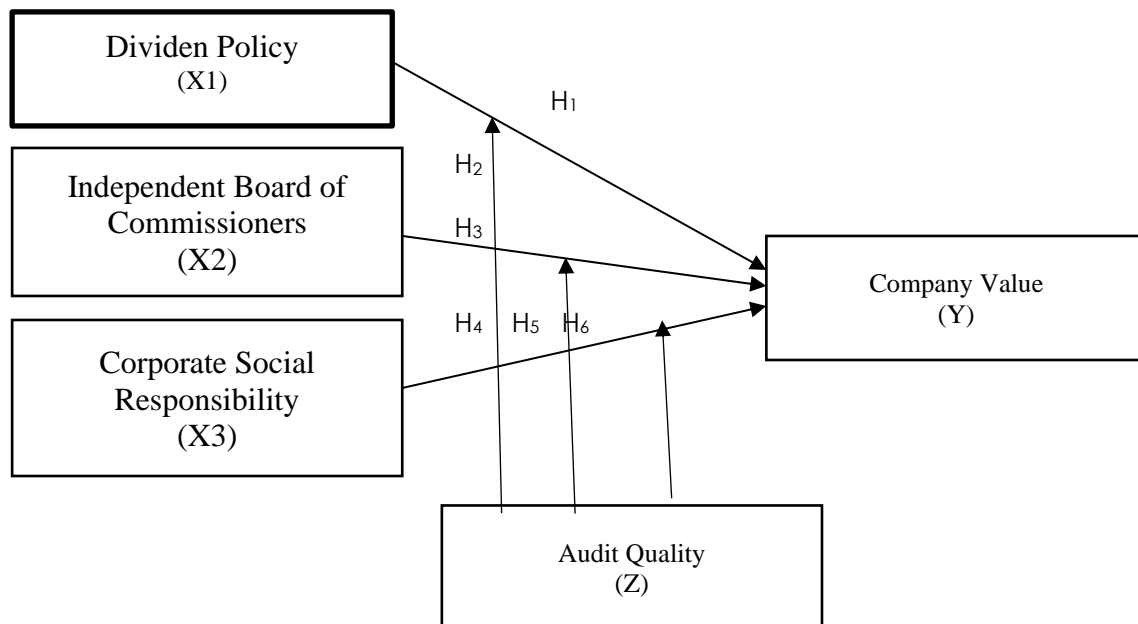 Dividen Policy
(X1)
H1
H2
Independent Board of
Commissioners
(X2)
H3
Company Value
(Y)
H4 H5 H6
Corporate Social
Responsibility
(X3)
Audit Quality
(Z)